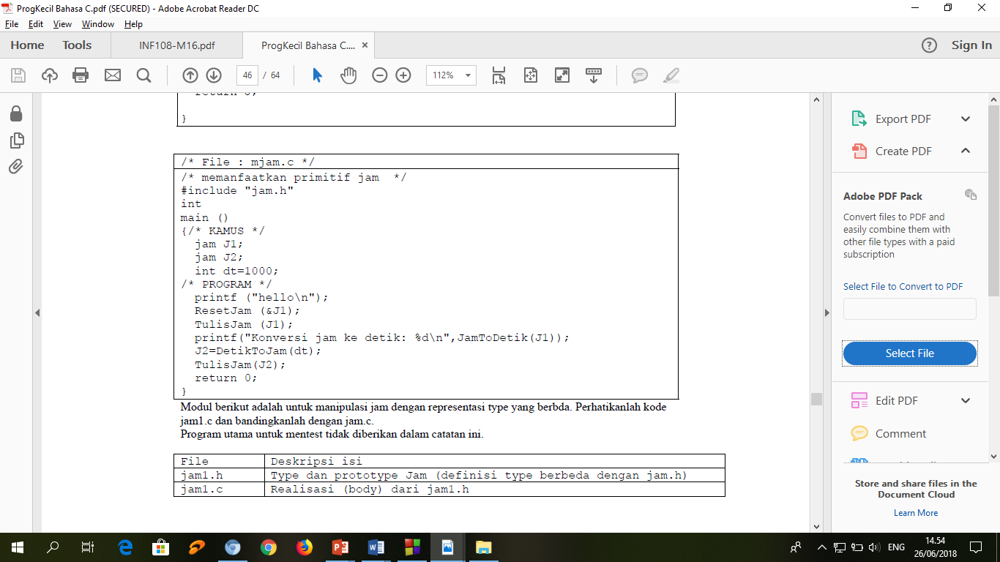 ProgKecil Bahasa C.pdf (SECURED) - Adobe Acrobat Reader DC
File Edit View Window Help
Home Tools INF108-M16.pdf ProgKecil Bahasa C.... × Sign In
46 / 64 112%
}
/* File : mjam.c */
/* memanfaatkan primitif jam */
#include "jam.h"
int
main ()
{/* KAMUS */
jam J1;
jam J2;
int dt=1000;
/* PROGRAM */
printf ("hello\n");
ResetJam (&J1);
TulisJam (J1);
printf("Konversi jam ke detik: %d\n",JamToDetik(J1));
J2=DetikToJam(dt);
TulisJam(J2);
return 0;
}
Modul berikut adalah untuk manipulasi jam dengan representasi type yang berbda. Perhatikanlah kode
jam1.c dan bandingkanlah dengan jam.c.
Program utama untuk mentest tidak diberikan dalam catatan ini.
File Deskripsi isi
jam1.h Type dan prototype Jam (definisi type berbeda dengan jam.h)
jam1.c Realisasi (body) dari jam1.h
Export PDF
Create PDF
Adobe PDF Pack
Convert files to PDF and
easily combine them with
other file types with a paid
subscription
Select File to Convert to PDF
Select File
Edit PDF
Comment
Store and share files in the
Document Cloud
Learn More
ENG
14.54
26/06/2018